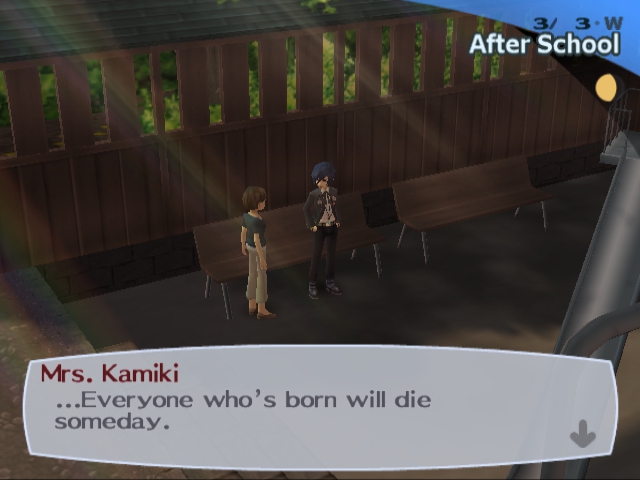 3/ 3·W
After School
Mrs. Kamiki
...Everyone who's born will die
someday.